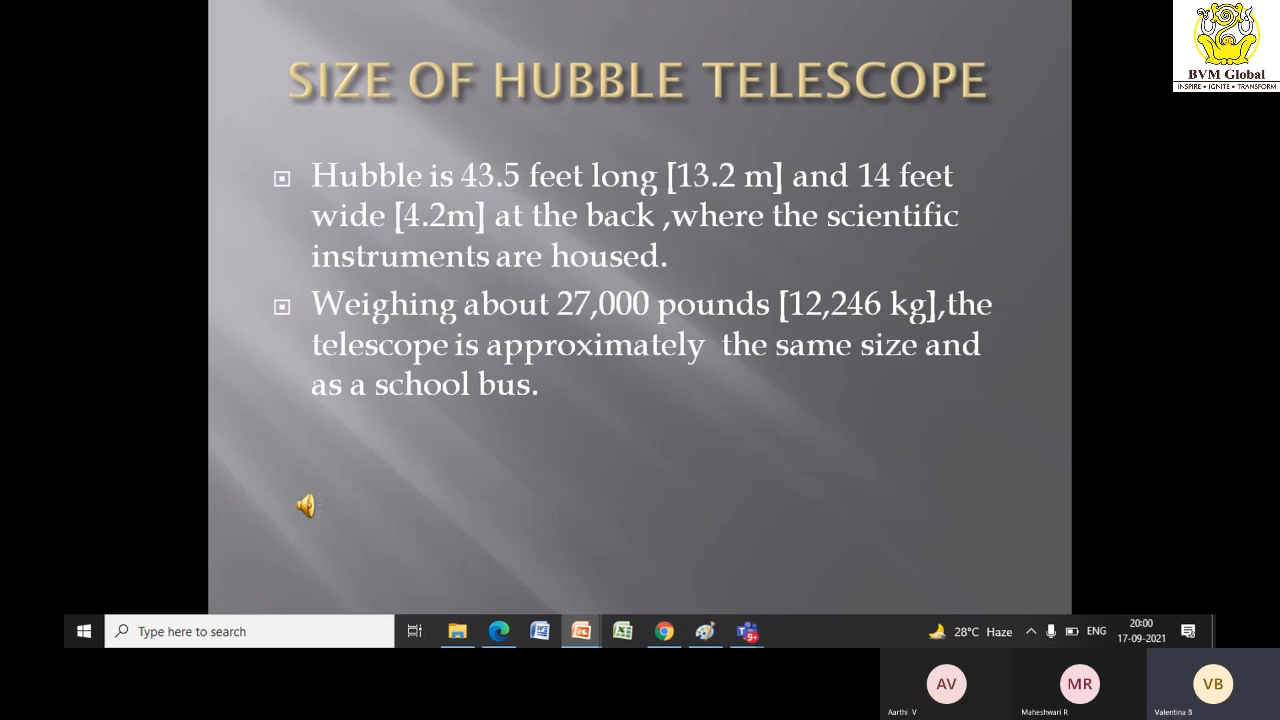 SIZE OF HUBBLE TELESCOPE
BVM Global
INSPIRE • IGNITE • TRANSFORM
Hubble is 43.5 feet long [13.2 m] and 14 feet
wide [4.2m] at the back ,where the scientific
instruments are housed.
Weighing about 27,000 pounds [12,246 kg],the
telescope is approximately  the same size and
as a school bus.
Type here to search
9+
28°C Haze
ENG
20:00
17-09-2021
AV
MR
VB
Aarthi V
Maheshwari R
Valentina B